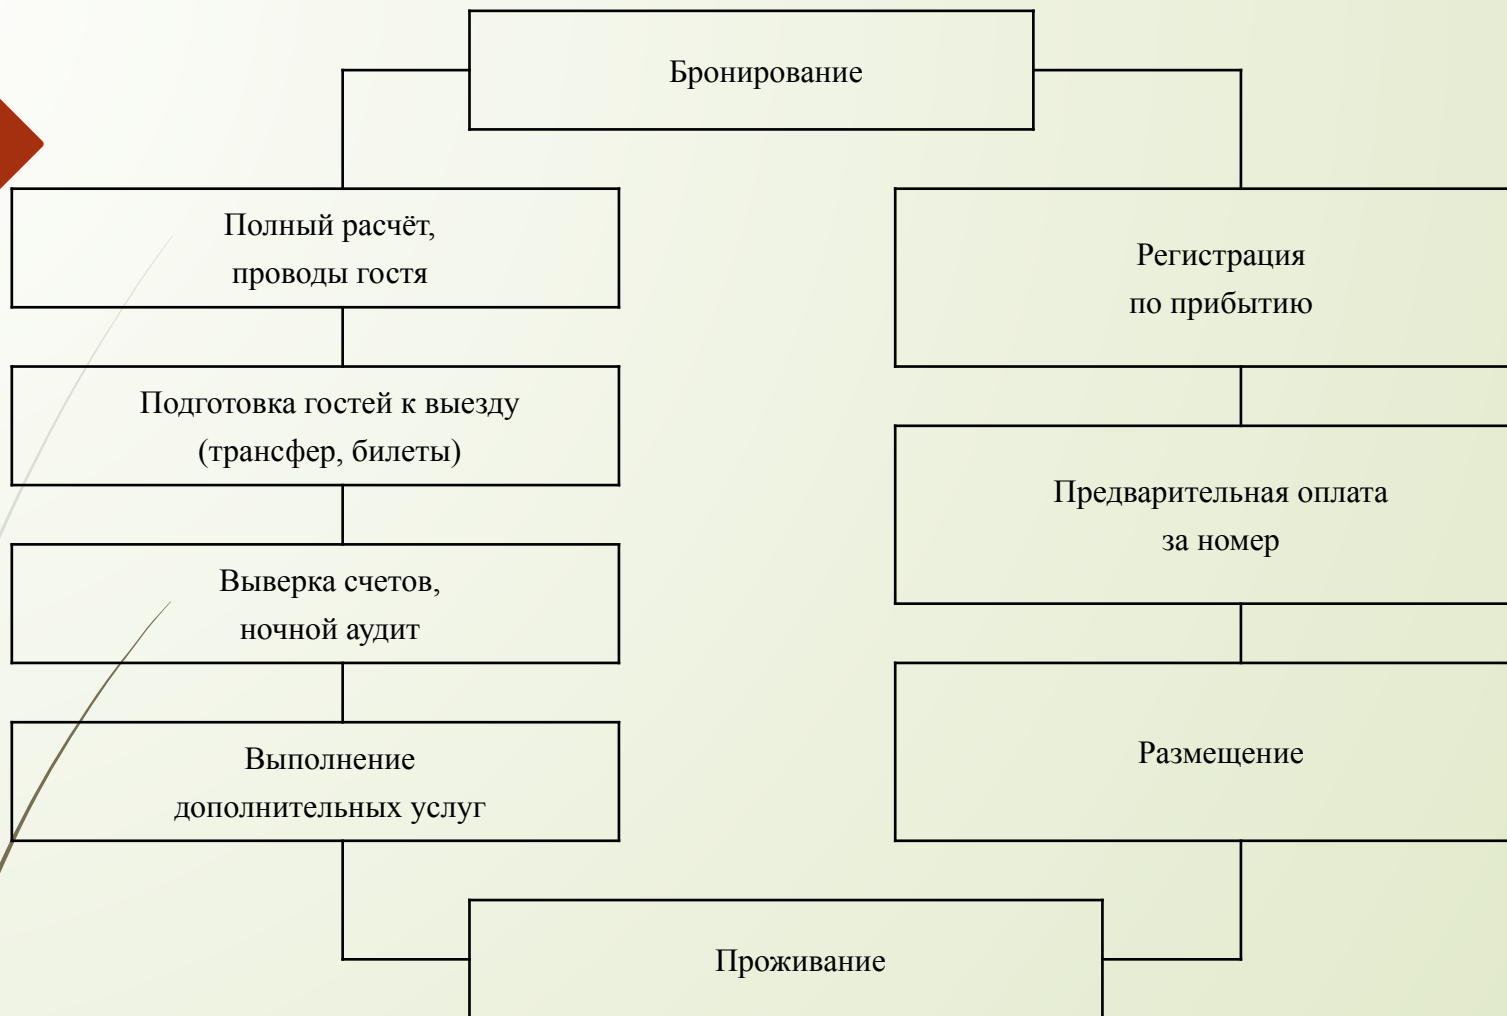 Бронирование
Полный расчёт,
проводы гостя
Регистрация
по прибытию
Подготовка гостей к выезду
(трансфер, билеты)
Предварительная оплата
за номер
Выверка счетов,
ночной аудит
Размещение
Выполнение
дополнительных услуг
Проживание